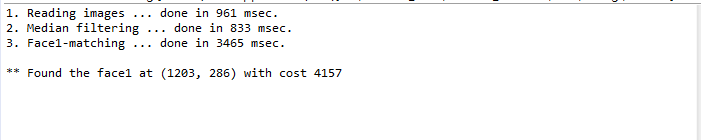 1. Reading images ... done in 961 msec.
2. Median filtering ... done in 833 msec.
3. Face1-matching ... done in 3465 msec.
** Found the face1 at (1203, 286) with cost 4157